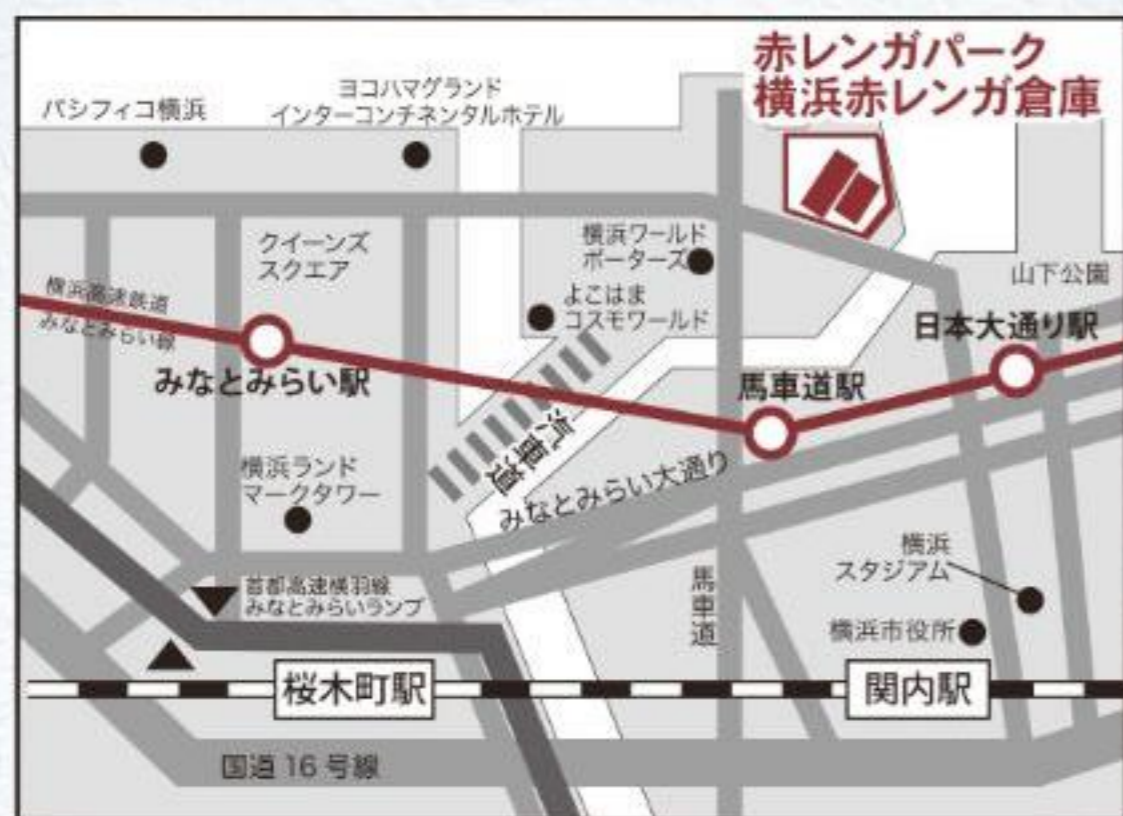 赤レンガパーク
横浜赤レンガ倉庫
パシフィコ横浜
ヨコハマグランド
インターコンチネンタルホテル
クイーンズ
スクエア
横浜ワールド
ポーターズ
よこはま
コスモワールド
山下公園
横浜高速鉄道
みなとみらい線
みなとみらい駅
馬車道駅
日本大通り駅
汽車道
みなとみらい大通り
横浜ランド
マークタワー
首都高速横羽線
みなとみらいランプ
馬車道
横浜
スタジアム
横浜市役所
桜木町駅
関内駅
国道 16 号線